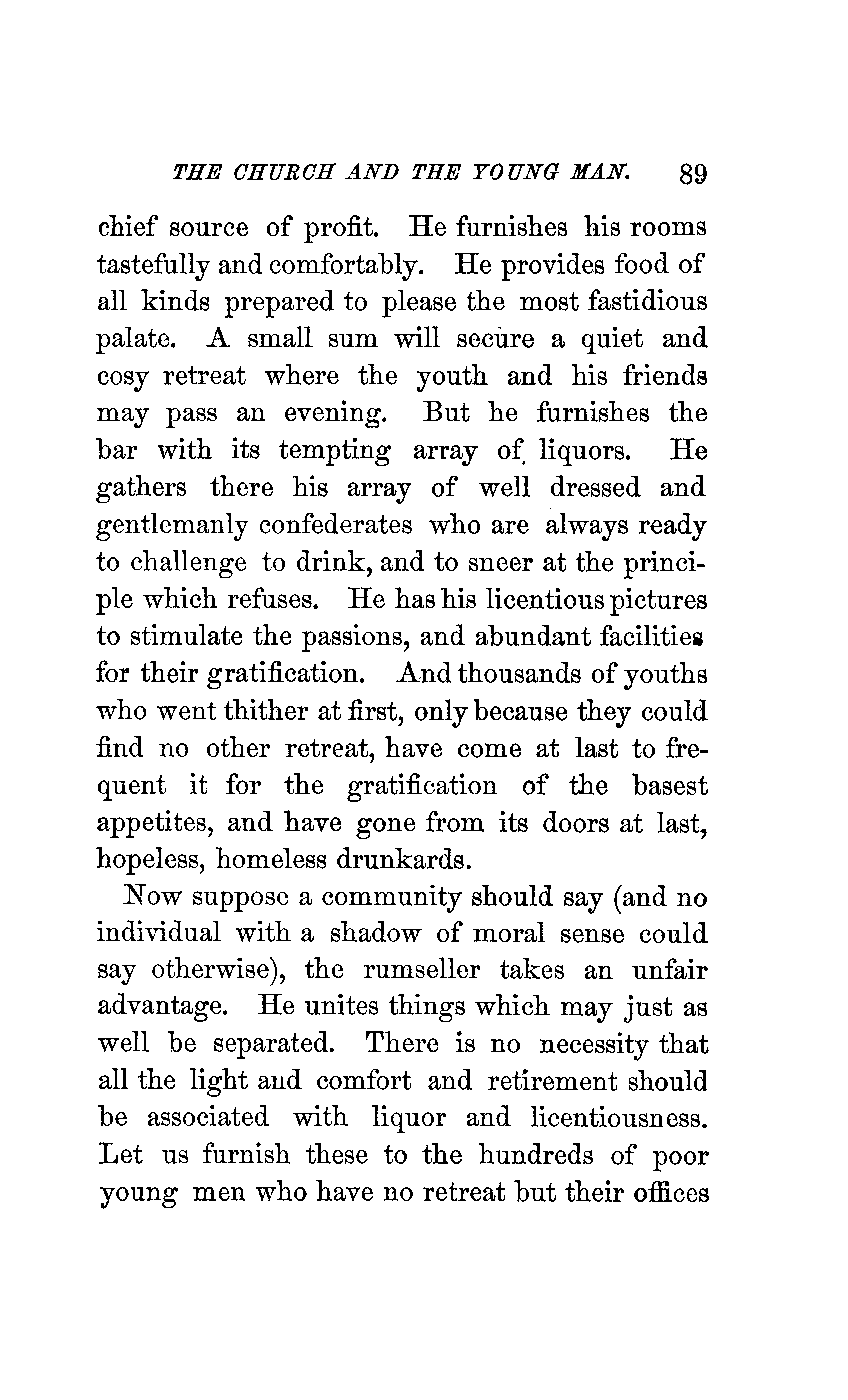 THE CHURCH AND THE YOUNG MAN. 89
chief source of profit. He furnishes his rooms
tastefully and comfortably. He provides food of
all kinds prepared to please the most fastidious
palate. A small sum will secure a quiet and
cosy retreat where the youth and his friends
may pass an evening. But he furnishes the
bar with its tempting array of liquors. He
gathers there his array of well dressed and
gentlemanly confederates who are always ready
to challenge to drink, and to sneer at the princi-
ple which refuses. He has his licentious pictures
to stimulate the passions, and abundant facilities
for their gratification. And thousands of youths
who went thither at first, only because they could
find no other retreat, have come at last to fre-
quent it for the gratification of the basest
appetites, and have gone from its doors at last,
hopeless, homeless drunkards.
Now suppose a community should say (and no
individual with a shadow of moral sense could
say otherwise), the rumseller takes an unfair
advantage. He unites things which may just as
well be separated. There is no necessity that
all the light and comfort and retirement should
be associated with liquor and licentiousness.
Let us furnish these to the hundreds of poor
young men who have no retreat but their offices